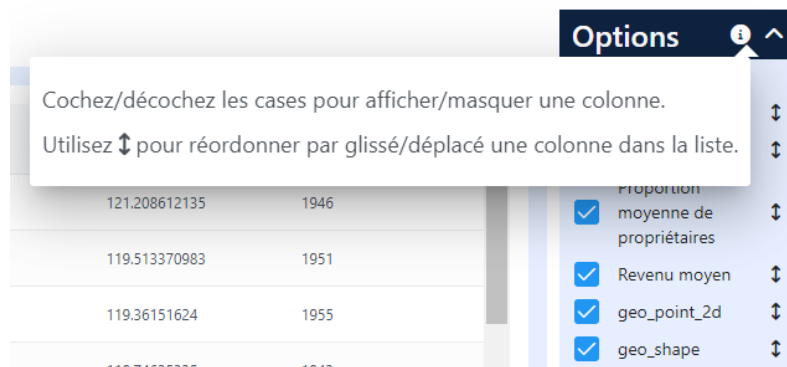 Options
Cochez/décochez les cases pour afficher/masquer une colonne.
Utilisez ↕ pour réordonner par glissé/déplacé une colonne dans la liste.
121.208612135 1946
119.513370983 1951
119.36151624 1955
Proportion
moyenne de
propriétaires
Revenu moyen
geo_point_2d
geo_shape